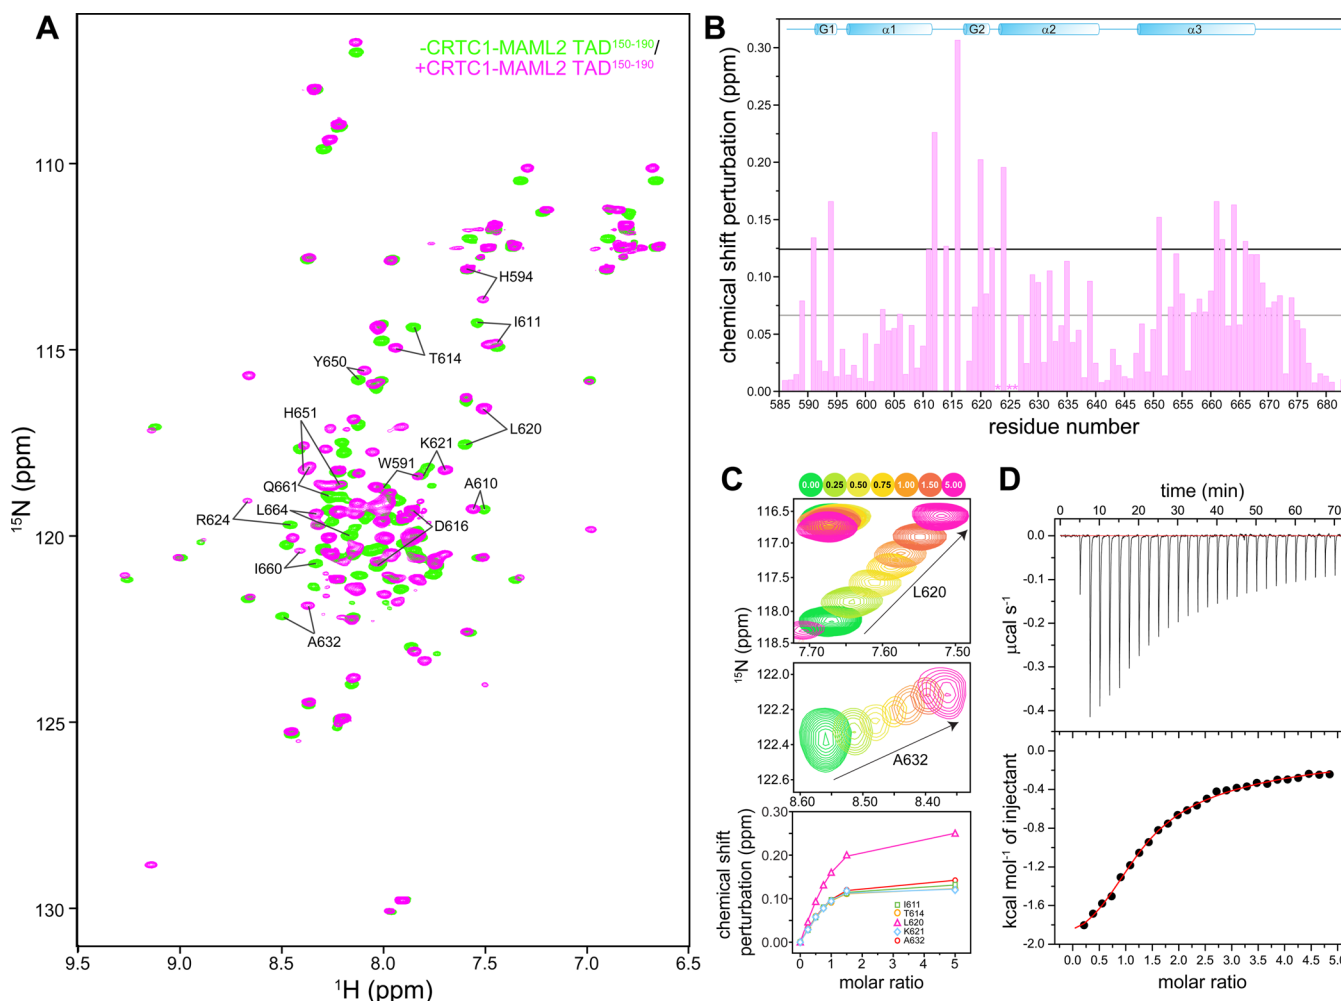 A
-CRTC1-MAML2 TAD150-190/
+CRTC1-MAML2 TAD150-190
110
115
120
125
130
15N (ppm)
H594
I611
T614
Y650
H651
L620
W591
K621
Q661
A610
R624
L664
D616
I660
A632
9.5 9.0 8.5 8.0 7.5 7.0 6.5
1H (ppm)
B
G1 α1 G2 α2 α3
chemical shift perturbation (ppm)
0.30
0.25
0.20
0.15
0.10
0.05
0.00
* **
585 590 595 600 605 610 615 620 625 630 635 640 645 650 655 660 665 670 675 680
residue number
C
0.00 0.25 0.50 0.75 1.00 1.50 5.00
116.5
117.0
117.5
118.0
118.5
L620
7.70 7.60 7.50
15N (ppm)
122.0
122.2
122.4
122.6
A632
8.60 8.50 8.40
chemical shift
perturbation (ppm)
0.30
0.20
0.10
0.00
I611
T614
L620
K621
A632
0 1 2 3 4 5
molar ratio
D
time (min)
0 10 20 30 40 50 60 70
0.0
-0.1
-0.2
-0.3
-0.4
μcal s-1
0.0
-0.4
-0.8
-1.2
-1.6
-2.0
kcal mol-1 of injectant
0.0 0.5 1.0 1.5 2.0 2.5 3.0 3.5 4.0 4.5 5.0
molar ratio